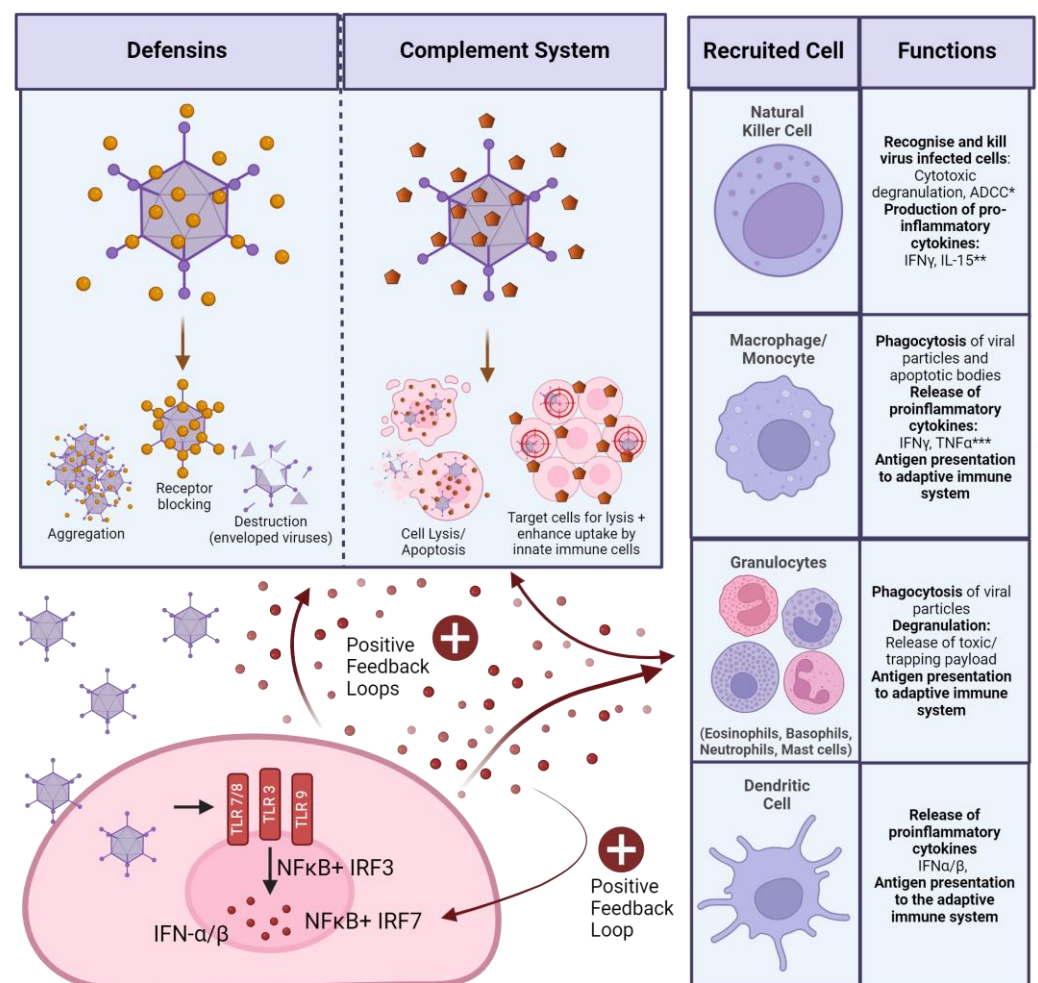 Defensins
Complement System
Aggregation
Receptor
blocking
Destruction
(enveloped viruses)
Cell Lysis/
Apoptosis
Target cells for lysis +
enhance uptake by
innate immune cells
Positive
Feedback
Loops
TLR 7/8
TLR 3
TLR 9
NFκB+ IRF3
NFκB+ IRF7
IFN-α/β
Positive
Feedback
Loop
Recruited Cell
Functions
Natural
Killer Cell
Recognise and kill
virus infected cells:
Cytotoxic
degranulation, ADCC*
Production of pro-
inflammatory
cytokines:
IFNγ, IL-15**
Macrophage/
Monocyte
Phagocytosis of viral
particles and
apoptotic bodies
Release of
proinflammatory
cytokines:
IFNγ, TNFα***
Antigen presentation
to adaptive immune
system
Granulocytes
(Eosinophils, Basophils,
Neutrophils, Mast cells)
Phagocytosis of viral
particles
Degranulation:
Release of toxic/
trapping payload
Antigen presentation
to adaptive immune
system
Dendritic
Cell
Release of
proinflammatory
cytokines
IFNα/β,
Antigen presentation
to the adaptive
immune system